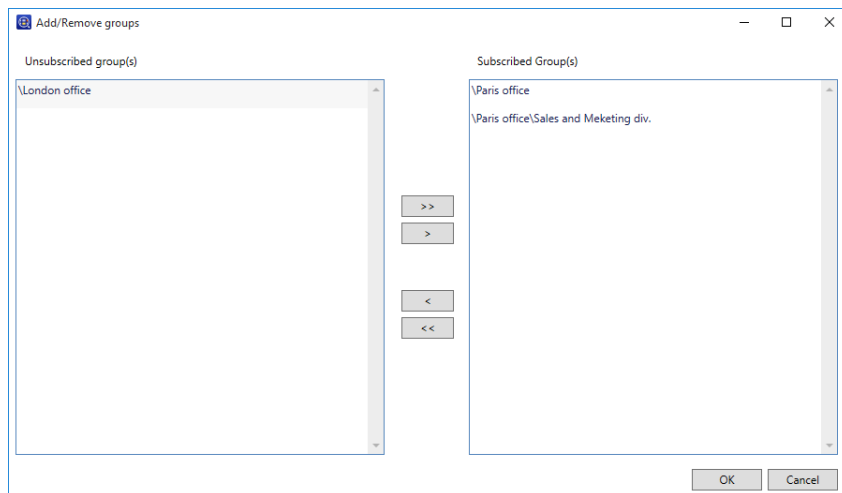 Add/Remove groups
Unsubscribed group(s)
Subscribed Group(s)
\London office
\Paris office
\Paris office\Sales and Meketing div.
>>
>
<
<<
OK
Cancel